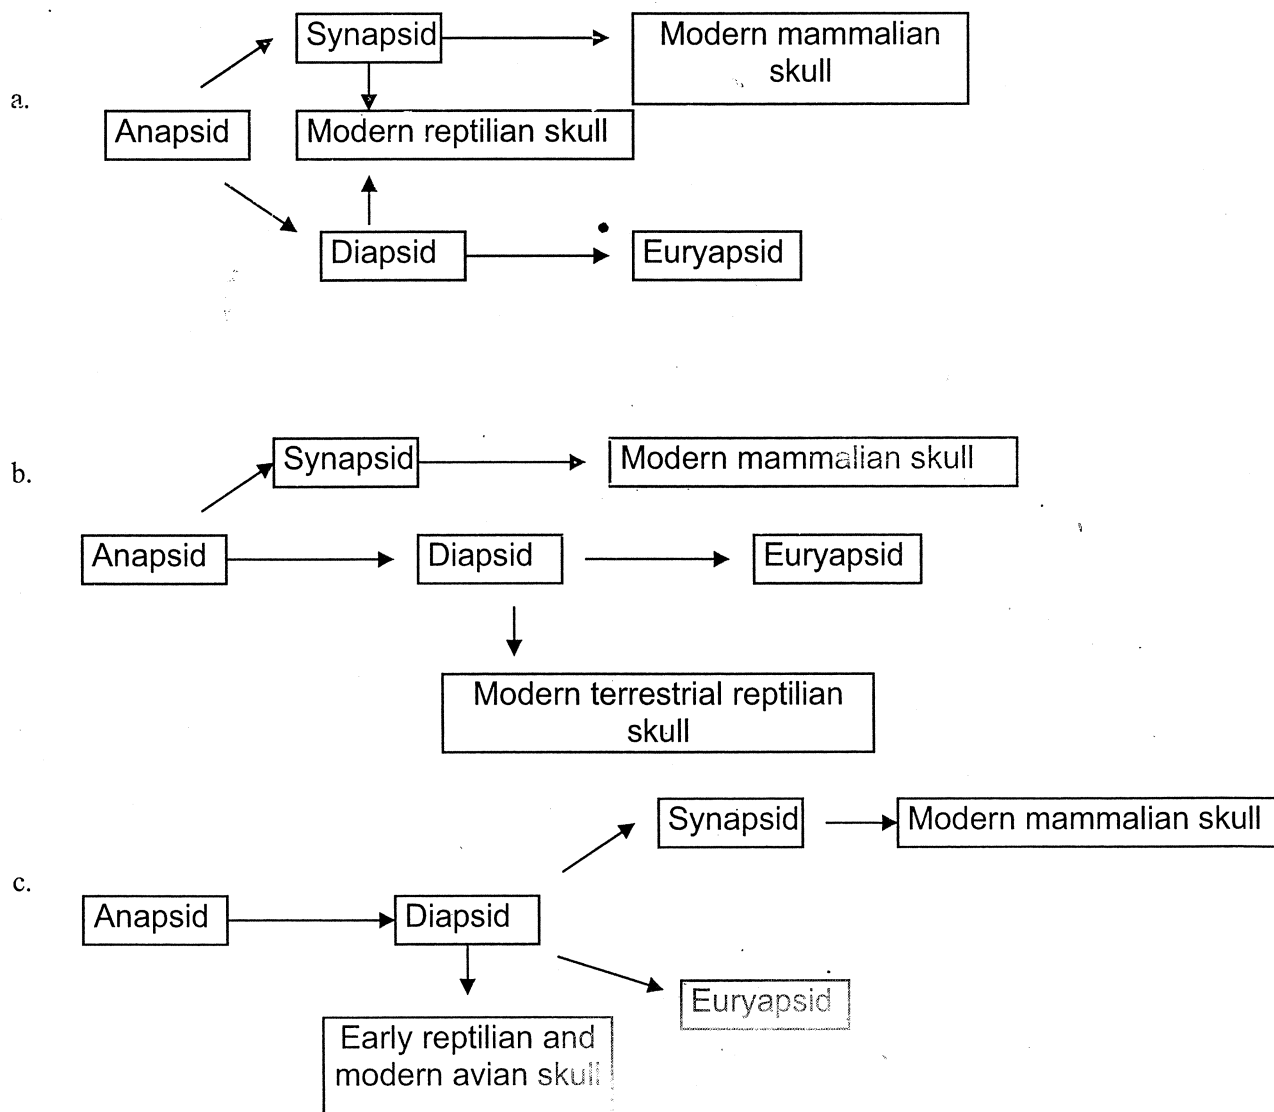 Synapsid
Modern mammalian
skull
a.
Anapsid
Modern reptilian skull
Diapsid
Euryapsid
b.
Synapsid
Modern mammalian skull
Anapsid
Diapsid
Euryapsid
Modern terrestrial reptilian
skull
Synapsid
Modern mammalian skull
c.
Anapsid
Diapsid
Euryapsid
Early reptilian and
modern avian skull